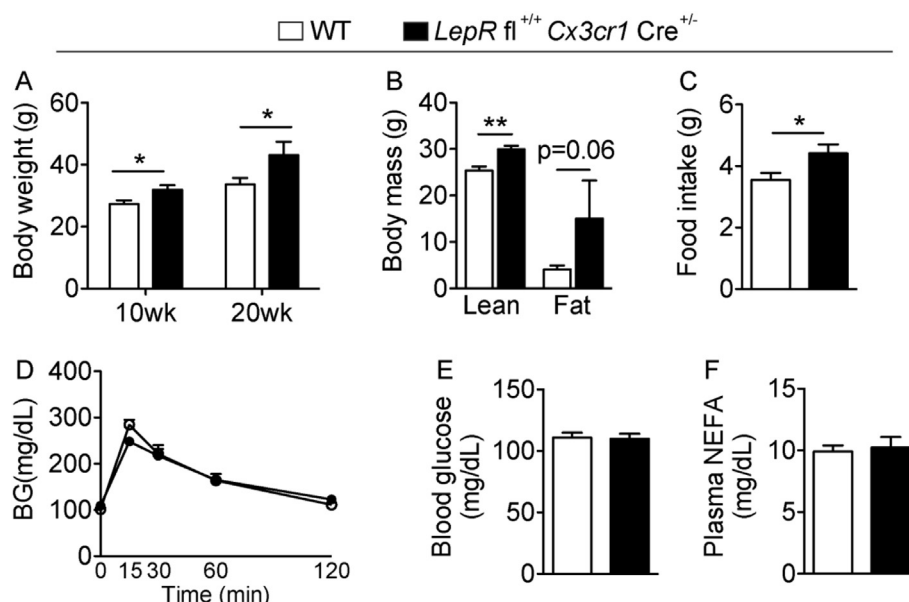 WT LepR fl+/+ Cx3cr1 Cre+/-
A
Body weight (g)
60
40
20
0
*
*
10wk 20wk
B
Body mass (g)
40
30
20
10
0
**
p=0.06
Lean Fat
C
Food intake (g)
6
4
2
0
*
D
BG(mg/dL)
400
300
200
100
0
0 15 30 60 120
Time (min)
E
Blood glucose
(mg/dL)
150
100
50
0
F
Plasma NEFA
(mg/dL)
15
10
5
0